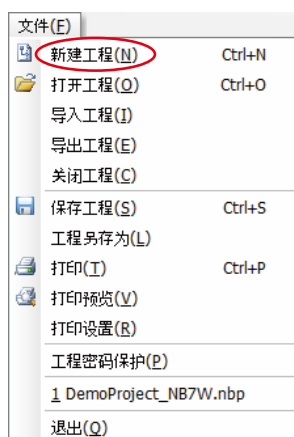 文件(F)
新建工程(N) Ctrl+N
打开工程(O) Ctrl+O
导入工程(I)
导出工程(E)
关闭工程(C)
保存工程(S) Ctrl+S
工程另存为(L)
打印(T) Ctrl+P
打印预览(V)
打印设置(R)
工程密码保护(P)
1 DemoProject_NB7W.nbp
退出(Q)